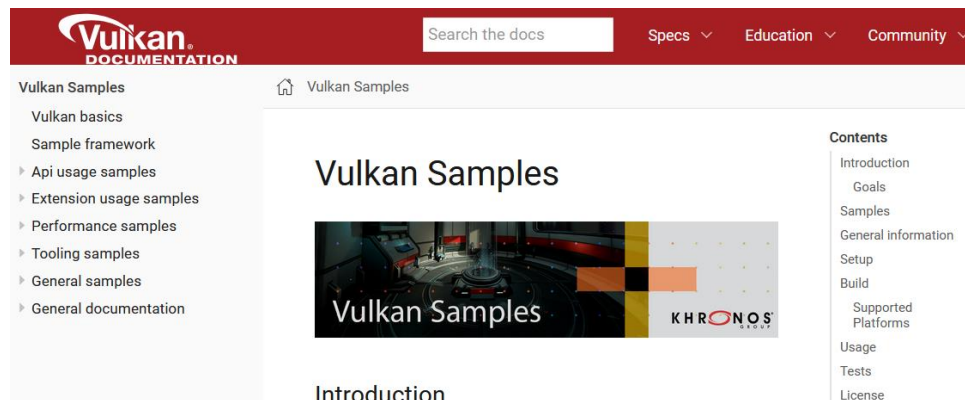 Vulkan®
DOCUMENTATION
Search the docs
Specs
Education
Community
Vulkan Samples
Vulkan basics
Sample framework
Api usage samples
Extension usage samples
Performance samples
Tooling samples
General samples
General documentation
Vulkan Samples
Vulkan Samples
Vulkan Samples
KHRONOS
GROUP
Introduction
Contents
Introduction
Goals
Samples
General information
Setup
Build
Supported
Platforms
Usage
Tests
License